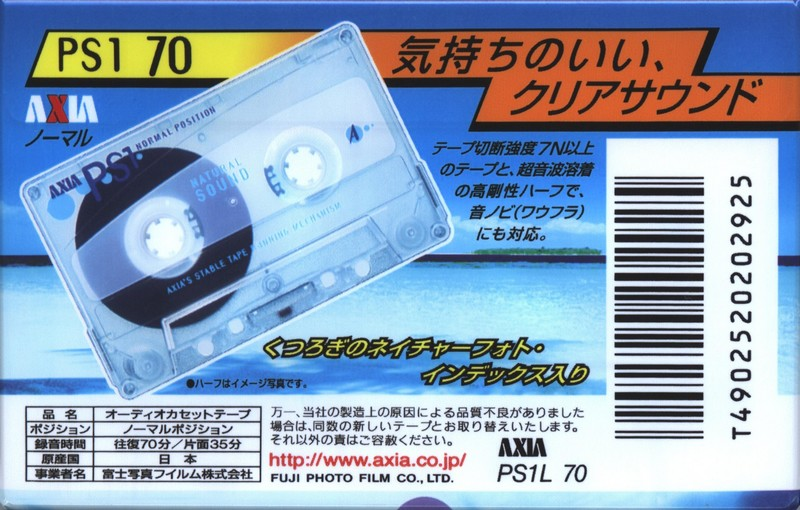 PS1 70
気持ちのいい、
クリアサウンド
AXIA
ノーマル
AXIA PS1 NORMAL POSITION
NATURAL
SOUND
A
AXIA'S STABLE TAPE RUNNING MECHANISM
テープ切断強度7N以上
のテープと、超音波溶着
の高剛性ハーフで、
音ノビ(ワウフラ)
にも対応。
T4902520202925
くつろぎのネイチャーフォト・
インデックス入り
●ハーフはイメージ写真です。
品名 オーディオカセットテープ
ポジション ノーマルポジション
録音時間 往復70分/片面35分
原産国 日本
事業者名 富士写真フイルム株式会社
万一、当社の製造上の原因による品質不良がありました
場合は、同数の新しいテープとお取り替えいたします。
それ以外の責はご容赦ください。
http://www.axia.co.jp/
FUJI PHOTO FILM CO., LTD.
AXIA
PS1L 70